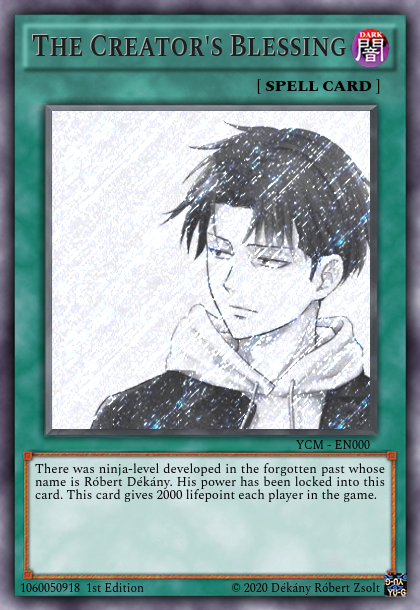 THE CREATOR'S BLESSING
DARK
闇
[ SPELL CARD ]
YCM - EN000
There was ninja-level developed in the forgotten past whose
name is Róbert Dékány. His power has been locked into this
card. This card gives 2000 lifepoint each player in the game.
1060050918 1st Edition
© 2020 Dékány Róbert Zsolt
YU-G